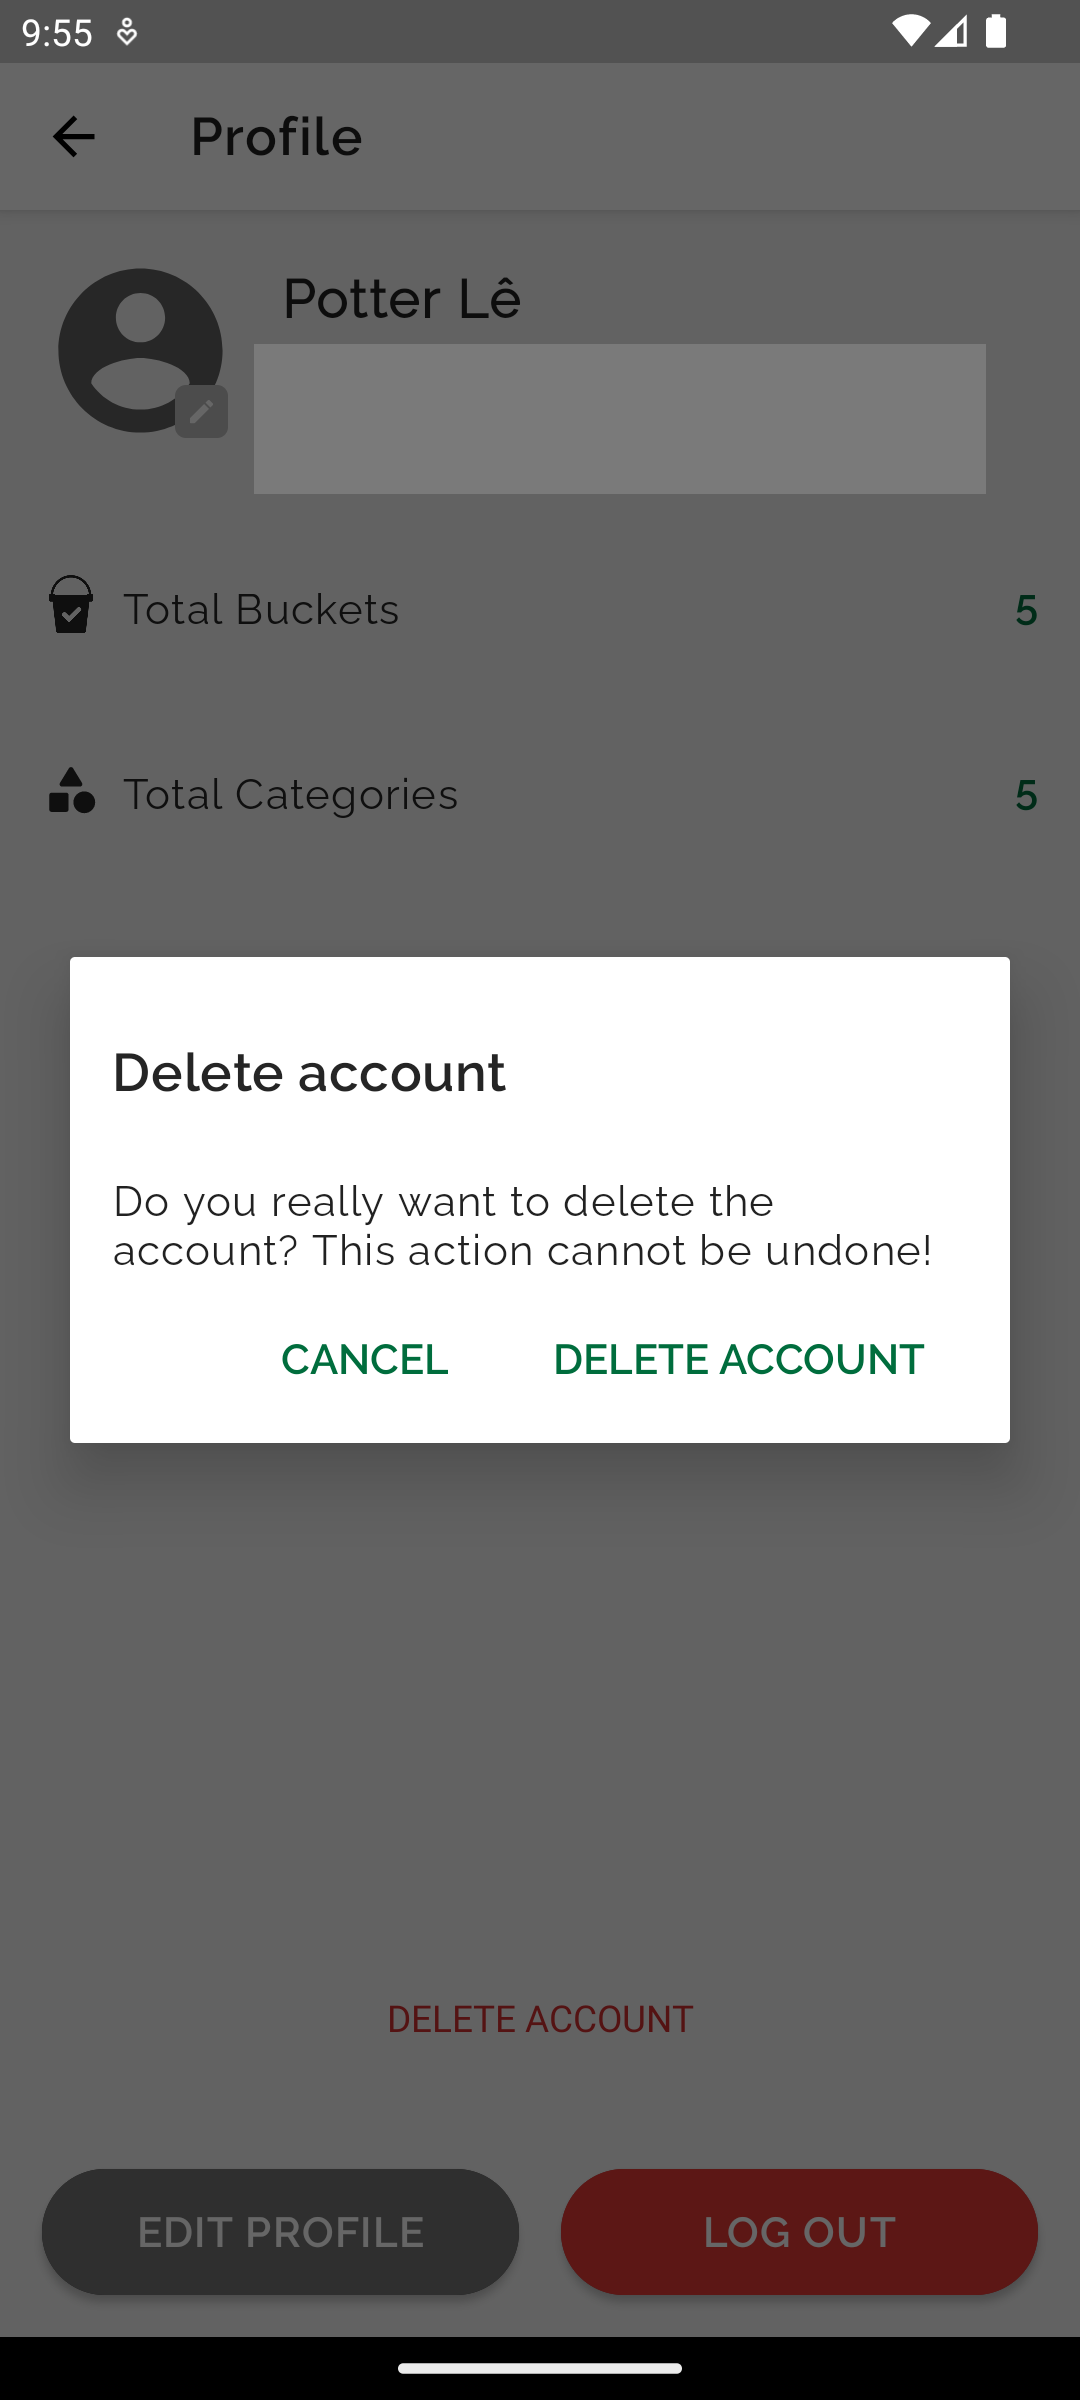 9:55
Profile
Potter Lê
Total Buckets
5
Total Categories
5
Delete account
Do you really want to delete the
account? This action cannot be undone!
CANCEL
DELETE ACCOUNT
DELETE ACCOUNT
EDIT PROFILE
LOG OUT